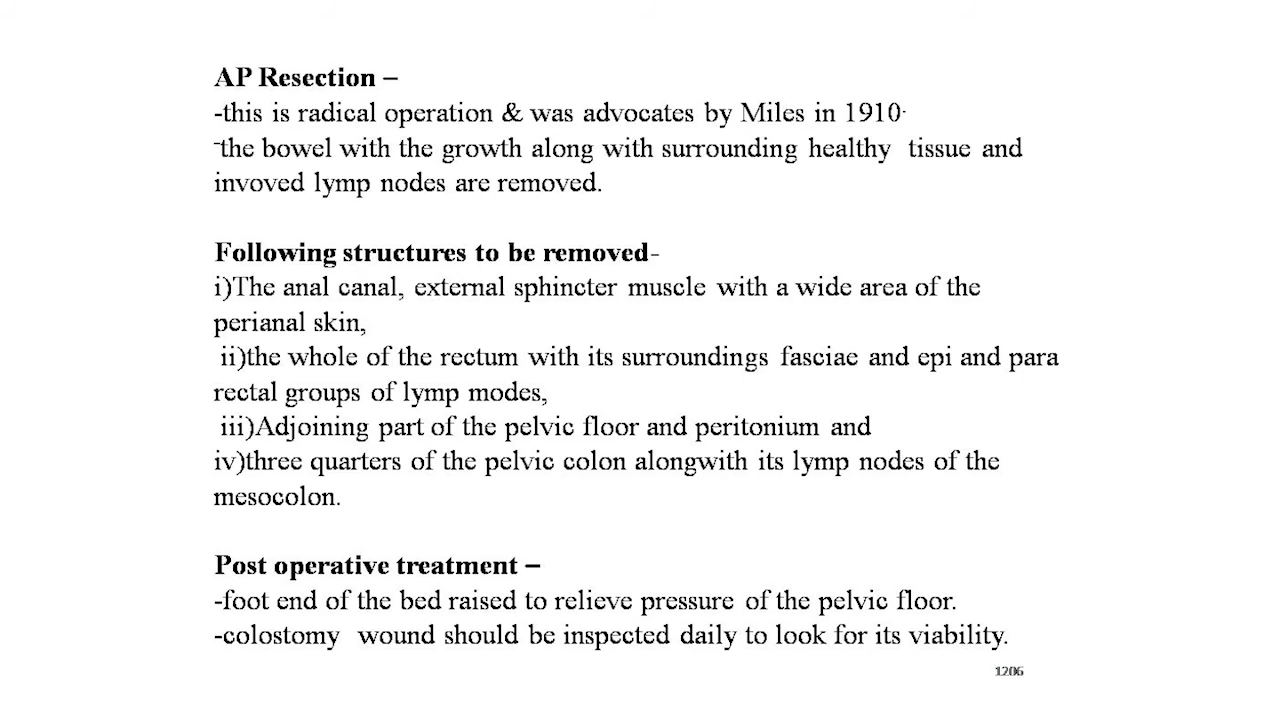 AP Resection –
-this is radical operation & was advocates by Miles in 1910.
-the bowel with the growth along with surrounding healthy tissue and
invoved lymp nodes are removed.
Following structures to be removed-
i)The anal canal, external sphincter muscle with a wide area of the
perianal skin,
ii)the whole of the rectum with its surroundings fasciae and epi and para
rectal groups of lymp modes,
iii)Adjoining part of the pelvic floor and peritonium and
iv)three quarters of the pelvic colon alongwith its lymp nodes of the
mesocolon.
Post operative treatment –
-foot end of the bed raised to relieve pressure of the pelvic floor.
-colostomy wound should be inspected daily to look for its viability.
1206